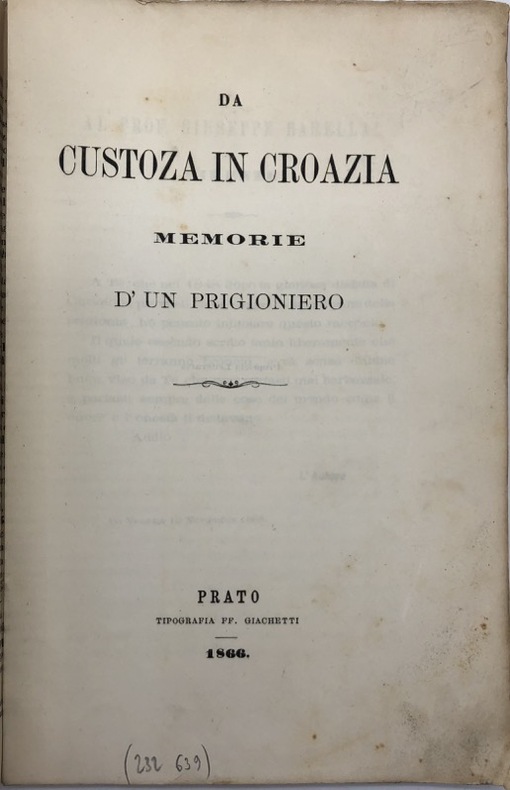 DA
CUSTOZA IN CROAZIA
MEMORIE
D' UN PRIGIONIERO
PRATO
TIPOGRAFIA FF. GIACHETTI
1866.
(232 639)